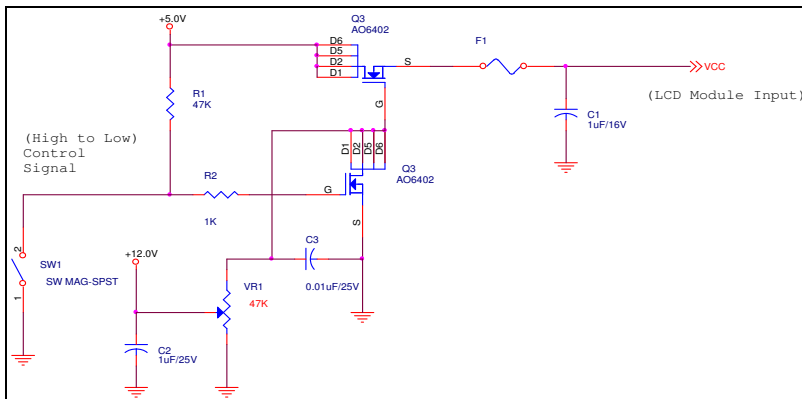 +5.0V
Q3
AO6402
D6
D5
D2
D1
S
G
F1
VCC
(LCD Module Input)
C1
1uF/16V
R1
47K
(High to Low)
Control
Signal
R2
1K
D1
D2
D5
D6
Q3
AO6402
G
S
2
SW1
SW MAG-SPST
1
+12.0V
C3
0.01uF/25V
VR1
47K
C2
1uF/25V